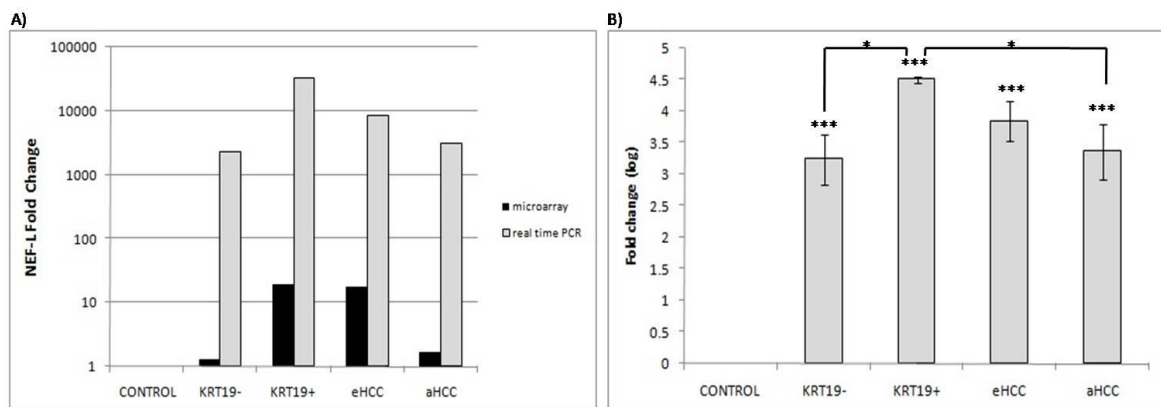 A)
NEF-L Fold Change
100000
10000
1000
100
10
1
CONTROL KRT19- KRT19+ eHCC aHCC
microarray
real time PCR
B)
Fold change (log)
5
4.5
4
3.5
3
2.5
2
1.5
1
0.5
0
* *
***
***
***
***
CONTROL KRT19- KRT19+ eHCC aHCC